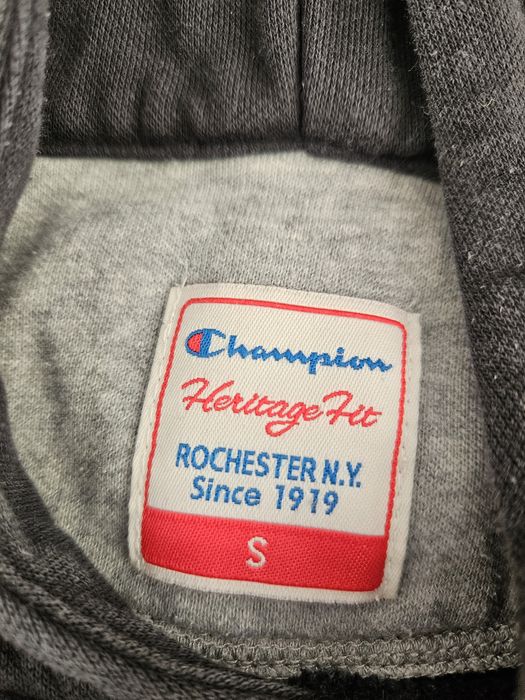 Champion
Heritage Fit
ROCHESTER N.Y.
Since 1919
S